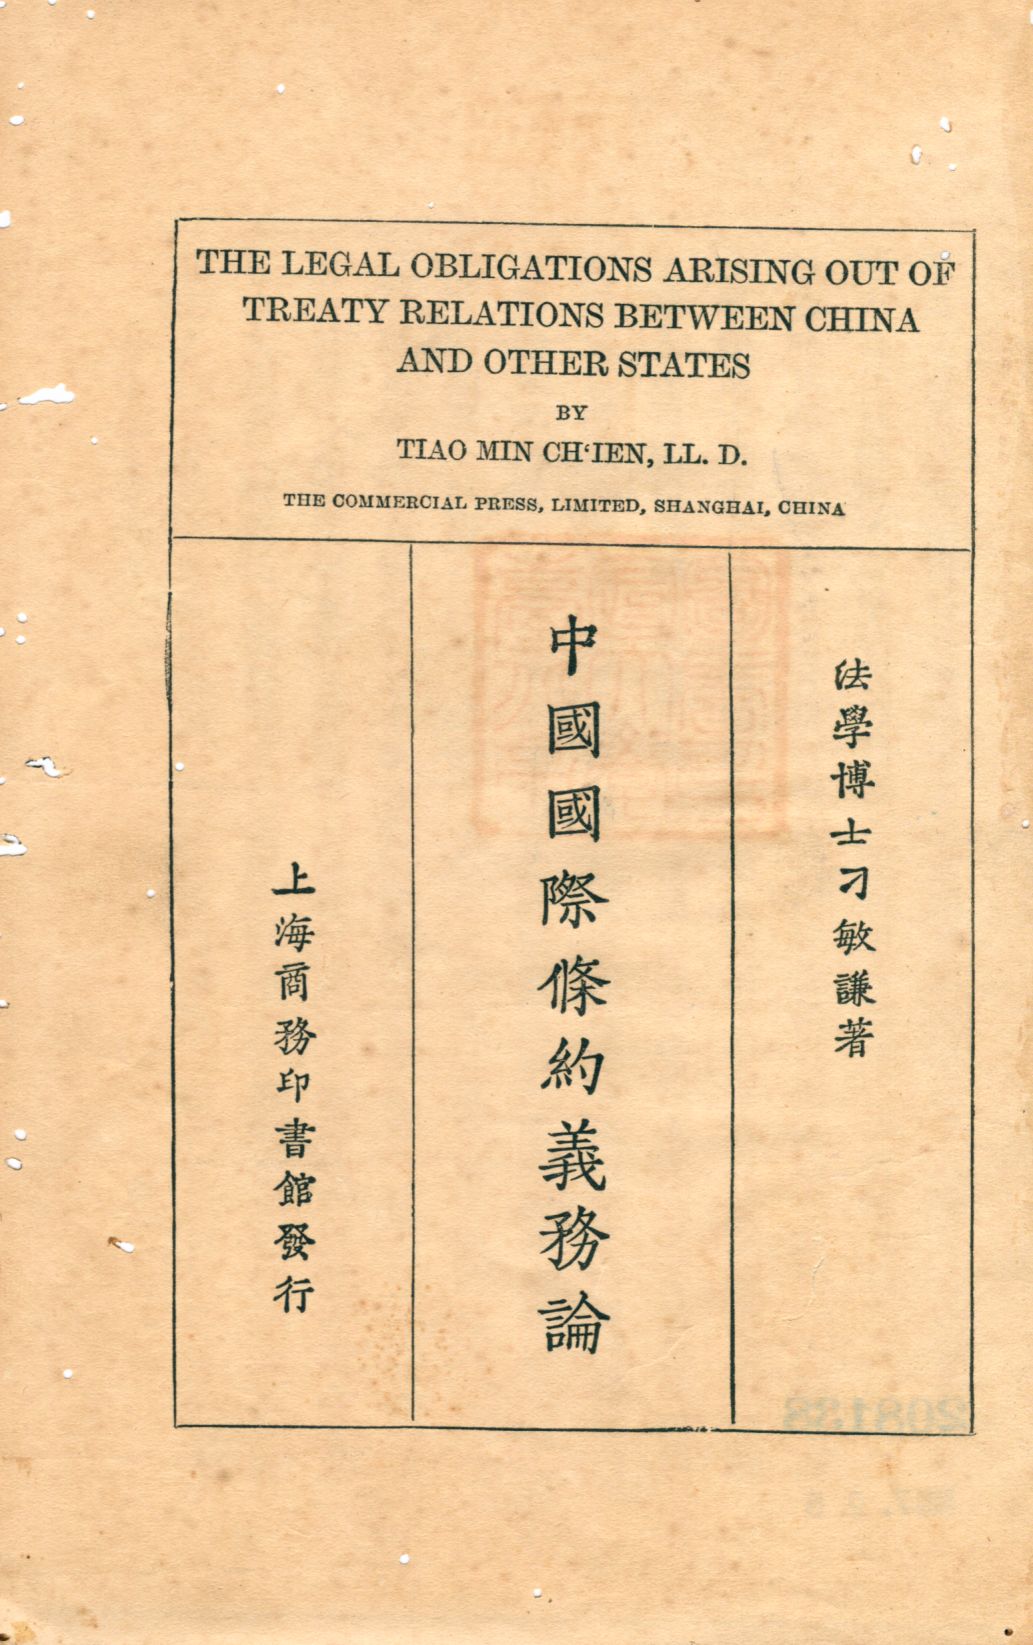 THE LEGAL OBLIGATIONS ARISING OUT OF
TREATY RELATIONS BETWEEN CHINA
AND OTHER STATES
BY
TIAO MIN CH‘IEN, LL. D.
THE COMMERCIAL PRESS, LIMITED, SHANGHAI, CHINA
法學博士刁敏謙著
中國國際條約義務論
上海商務印書館發行
208138